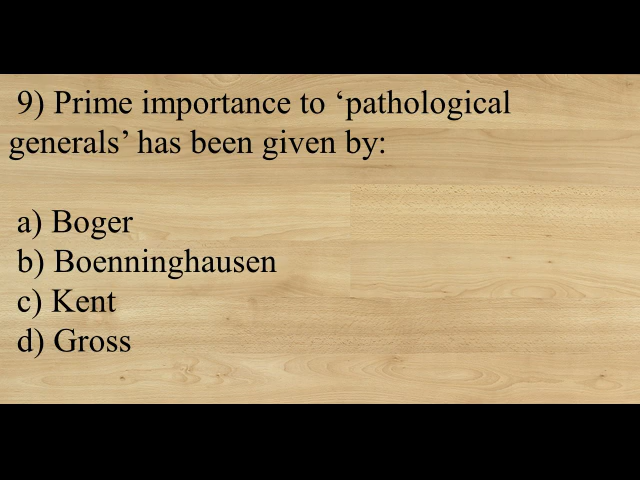 9) Prime importance to ‘pathological
generals’ has been given by:
a) Boger
b) Boenninghausen
c) Kent
d) Gross